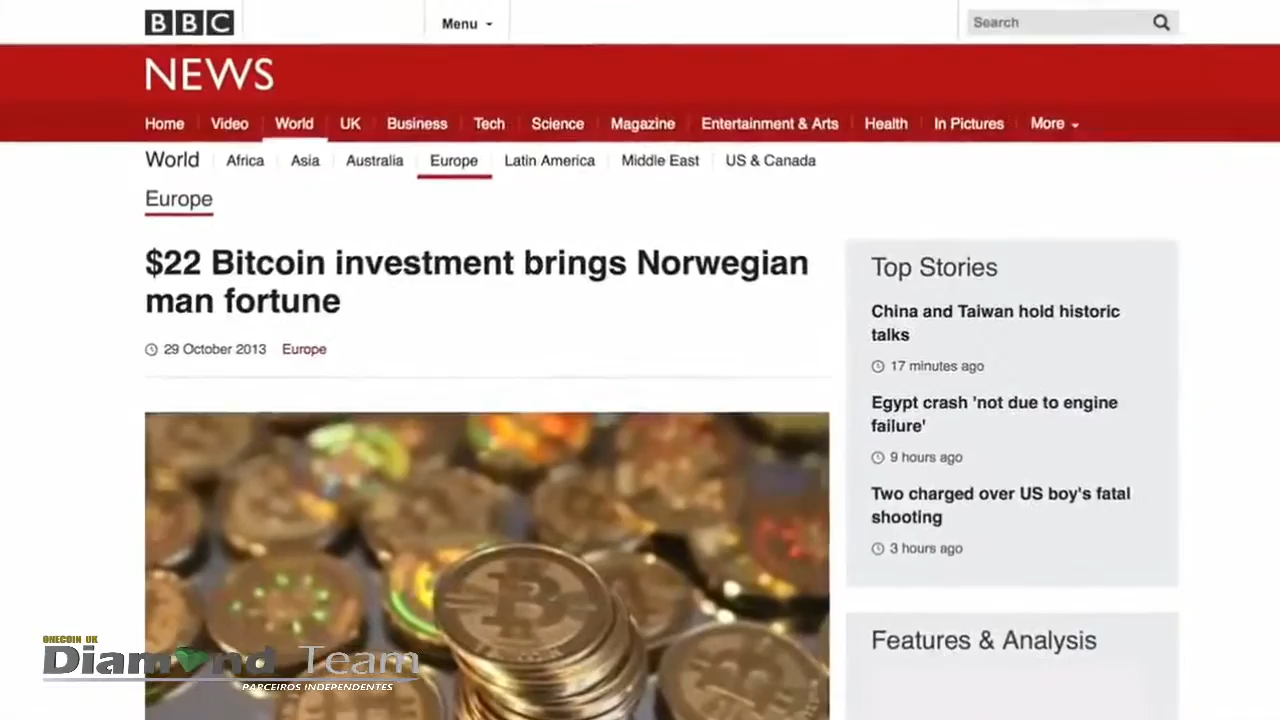 BBC
Menu
Search
NEWS
Home Video World UK Business Tech Science Magazine Entertainment & Arts Health In Pictures More
World Africa Asia Australia Europe Latin America Middle East US & Canada
Europe
$22 Bitcoin investment brings Norwegian
man fortune
29 October 2013 Europe
Top Stories
China and Taiwan hold historic
talks
17 minutes ago
Egypt crash 'not due to engine
failure'
9 hours ago
Two charged over US boy's fatal
shooting
3 hours ago
Features & Analysis
ONECOIN UK
Diamond Team
PARCEIROS INDEPENDENTES